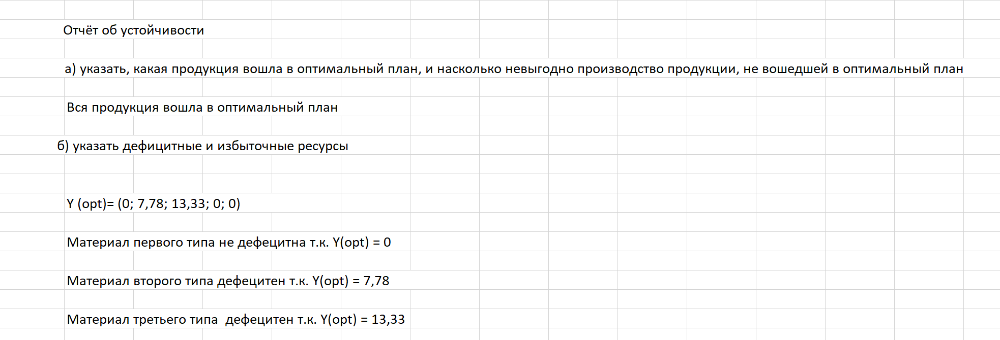 Отчёт об устойчивости
а) указать, какая продукция вошла в оптимальный план, и насколько невыгодно производство продукции, не вошедшей в оптимальный план
Вся продукция вошла в оптимальный план
б) указать дефицитные и избыточные ресурсы
Y (opt)= (0; 7,78; 13,33; 0; 0)
Материал первого типа не дефецитна т.к. Y(opt) = 0
Материал второго типа дефецитен т.к. Y(opt) = 7,78
Материал третьего типа  дефецитен т.к. Y(opt) = 13,33